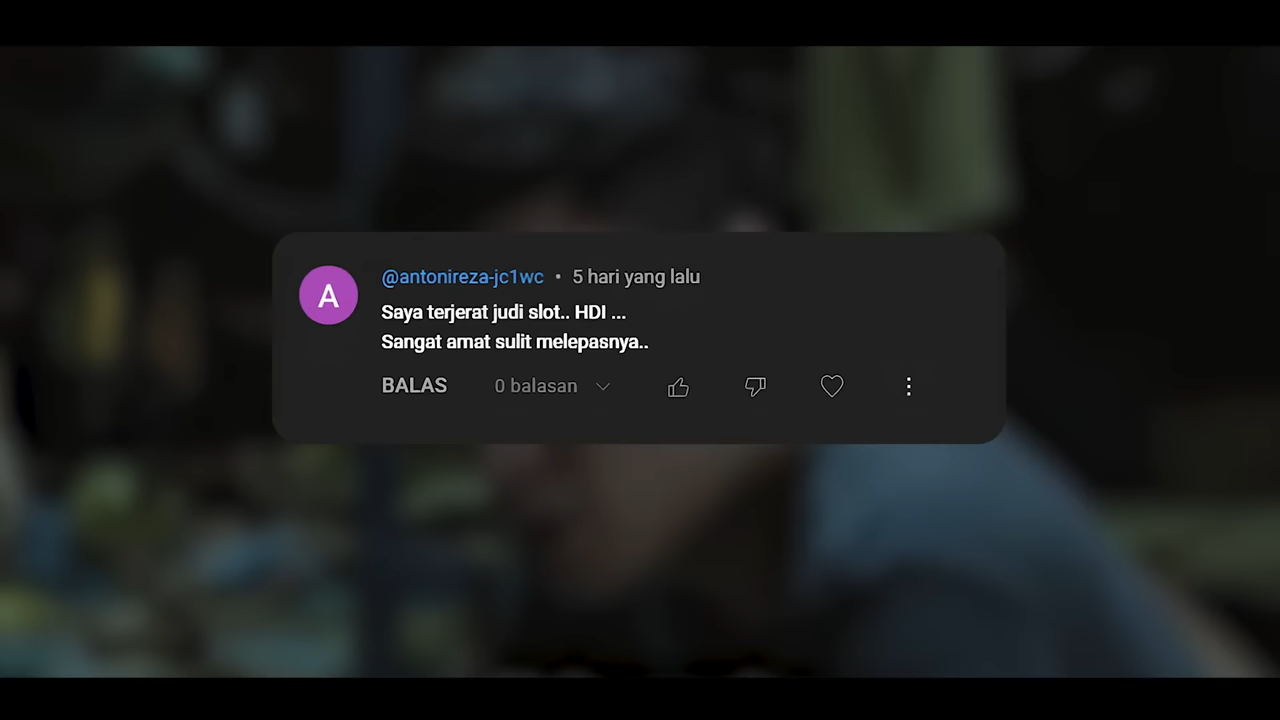 A
@antonireza-jc1wc • 5 hari yang lalu
Saya terjerat judi slot.. HDI ...
Sangat amat sulit melepasnya..
BALAS 0 balasan